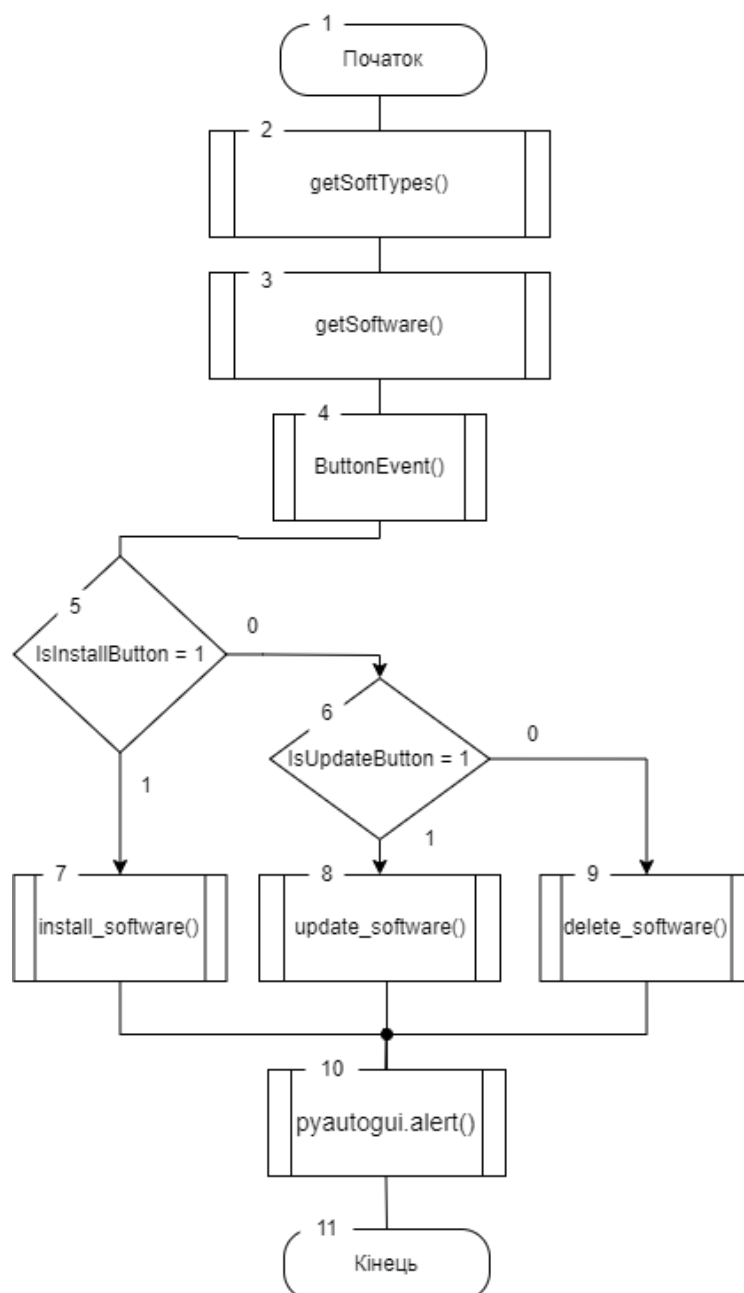 1
Початок
2
getSoftTypes()
3
getSoftware()
4
ButtonEvent()
5
IsInstallButton = 1
0
6
IsUpdateButton = 1
0
1
1
7
install_software()
8
update_software()
9
delete_software()
10
pyautogui.alert()
11
Кінець